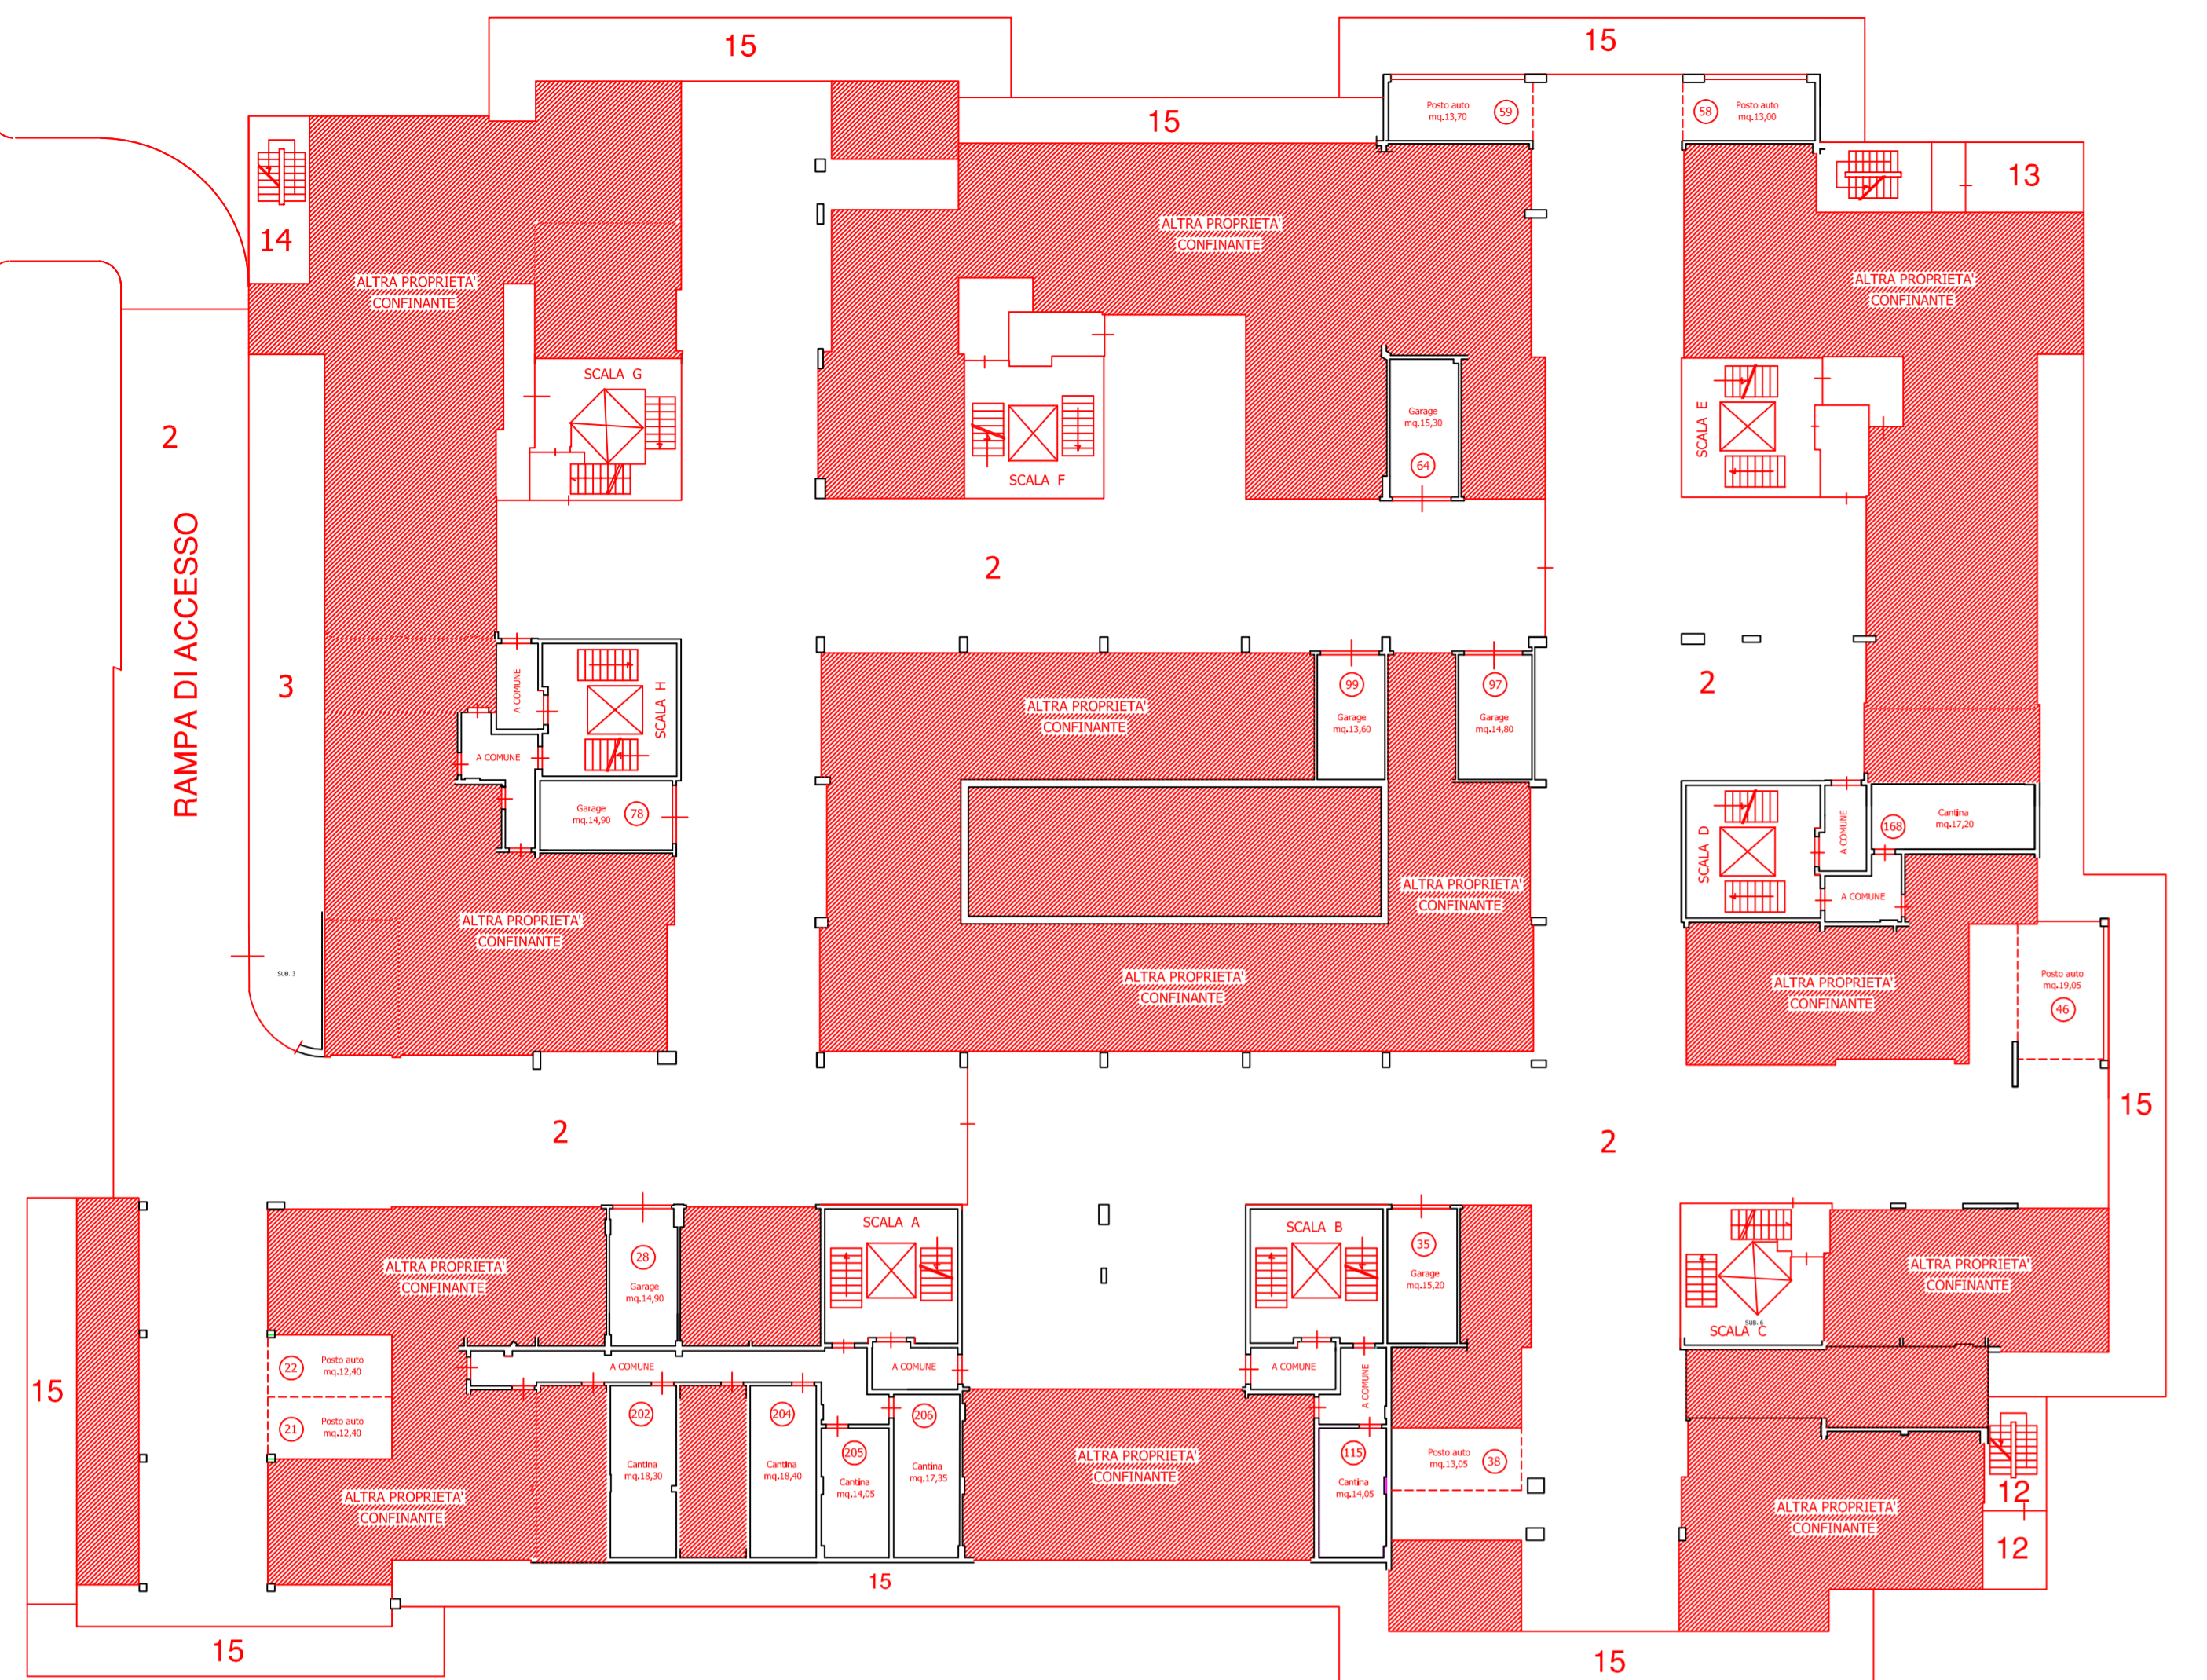 15
15
15
Posto auto
mq.13,70
59
58
Posto auto
mq.13,00
13
14
ALTRA PROPRIETA'
CONFINANTE
ALTRA PROPRIETA'
CONFINANTE
ALTRA PROPRIETA'
CONFINANTE
SCALA G
SCALA F
Garage
mq.15,30
64
SCALA E
2
RAMPA DI ACCESSO
3
2
2
A COMUNE
SCALA H
A COMUNE
Garage
mq.14,90
78
ALTRA PROPRIETA'
CONFINANTE
99
Garage
mq.13,60
97
Garage
mq.14,80
SCALA D
A COMUNE
168
Cantina
mq.17,20
A COMUNE
ALTRA PROPRIETA'
CONFINANTE
ALTRA PROPRIETA'
CONFINANTE
SUB. 3
ALTRA PROPRIETA'
CONFINANTE
ALTRA PROPRIETA'
CONFINANTE
Posto auto
mq.19,05
46
15
2
2
ALTRA PROPRIETA'
CONFINANTE
28
Garage
mq.14,90
SCALA A
SCALA B
35
Garage
mq.15,20
SUB. 6
SCALA C
ALTRA PROPRIETA'
CONFINANTE
15
22
Posto auto
mq.12,40
21
Posto auto
mq.12,40
A COMUNE
A COMUNE
A COMUNE
A COMUNE
202
Cantina
mq.18,30
204
Cantina
mq.18,40
205
Cantina
mq.14,05
206
Cantina
mq.17,35
ALTRA PROPRIETA'
CONFINANTE
115
Cantina
mq.14,05
Posto auto
mq.13,05
38
ALTRA PROPRIETA'
CONFINANTE
ALTRA PROPRIETA'
CONFINANTE
12
12
15
15
15